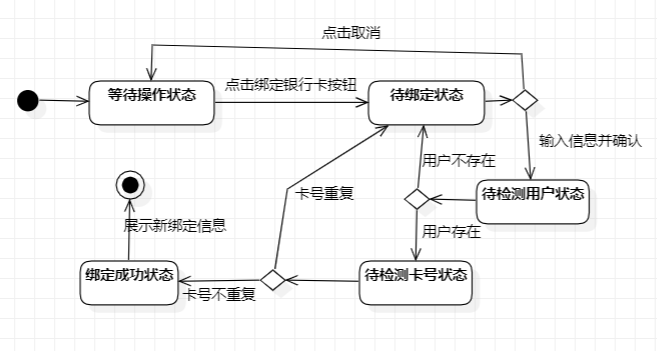 点击取消
等待操作状态
点击绑定银行卡按钮
待绑定状态
输入信息并确认
用户不存在
待检测用户状态
卡号重复
展示新绑定信息
用户存在
绑定成功状态
卡号不重复
待检测卡号状态